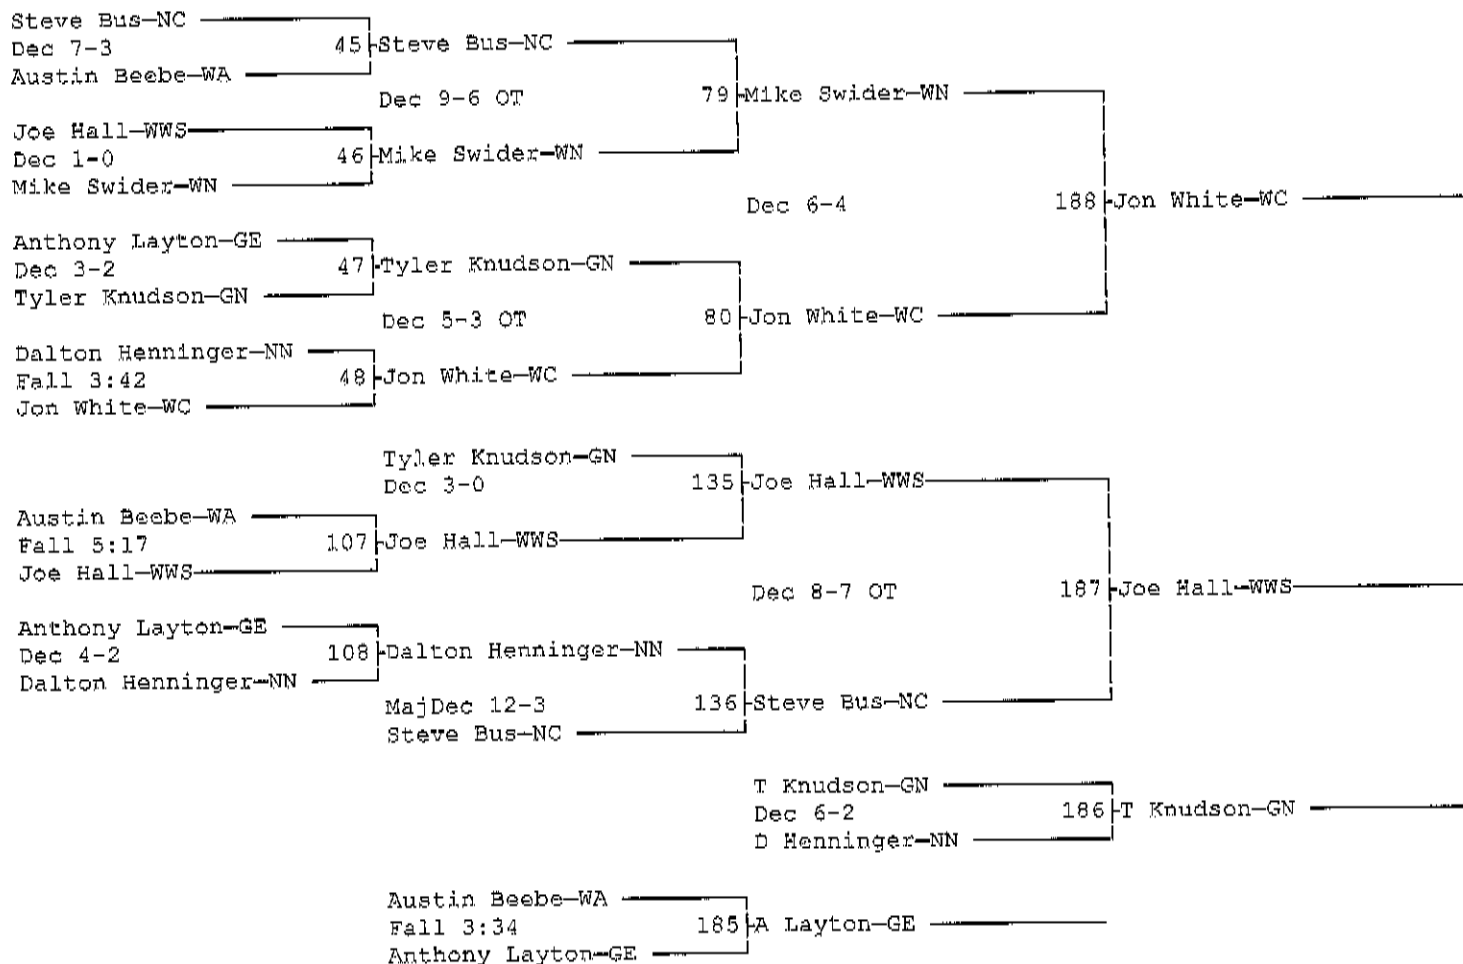 Steve Bus—NC
Dec 7-3 45 Steve Bus—NC
Austin Beebe—WA
Dec 9-6 OT 79 Mike Swider—WN
Joe Hall—WWS
Dec 1-0 46 Mike Swider—WN
Mike Swider—WN
Dec 6-4 188 Jon White—WC
Anthony Layton—GE
Dec 3-2 47 Tyler Knudson—GN
Tyler Knudson—GN
Dec 5-3 OT 80 Jon White—WC
Dalton Henninger—NN
Fall 3:42 48 Jon White—WC
Jon White—WC
Tyler Knudson—GN
Dec 3-0 135 Joe Hall—WWS
Austin Beebe—WA
Fall 5:17 107 Joe Hall—WWS
Joe Hall—WWS
Dec 8-7 OT 187 Joe Hall—WWS
Anthony Layton—GE
Dec 4-2 108 Dalton Henninger—NN
Dalton Henninger—NN
MajDec 12-3 136 Steve Bus—NC
Steve Bus—NC
T Knudson—GN
Dec 6-2 186 T Knudson—GN
D Henninger—NN
Austin Beebe—WA
Fall 3:34 185 A Layton—GE
Anthony Layton—GE